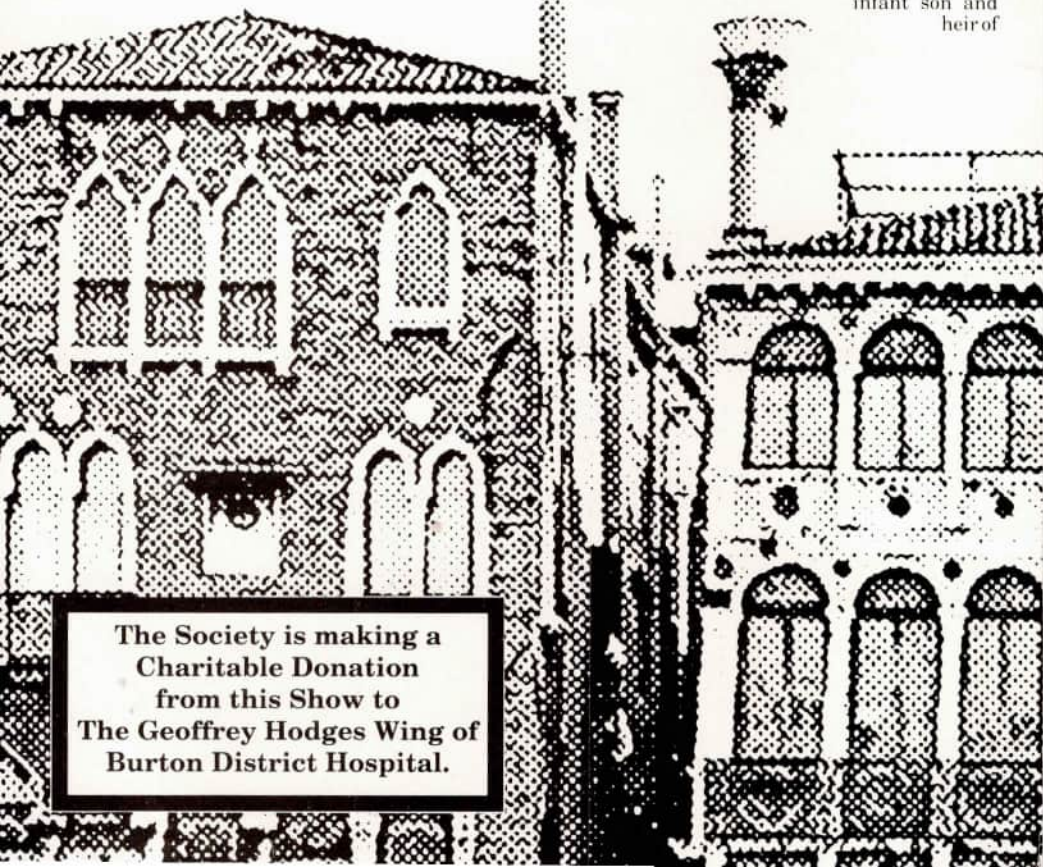 infant son and
heir of
The Society is making a
Charitable Donation
from this Show to
The Geoffrey Hodges Wing of
Burton District Hospital.